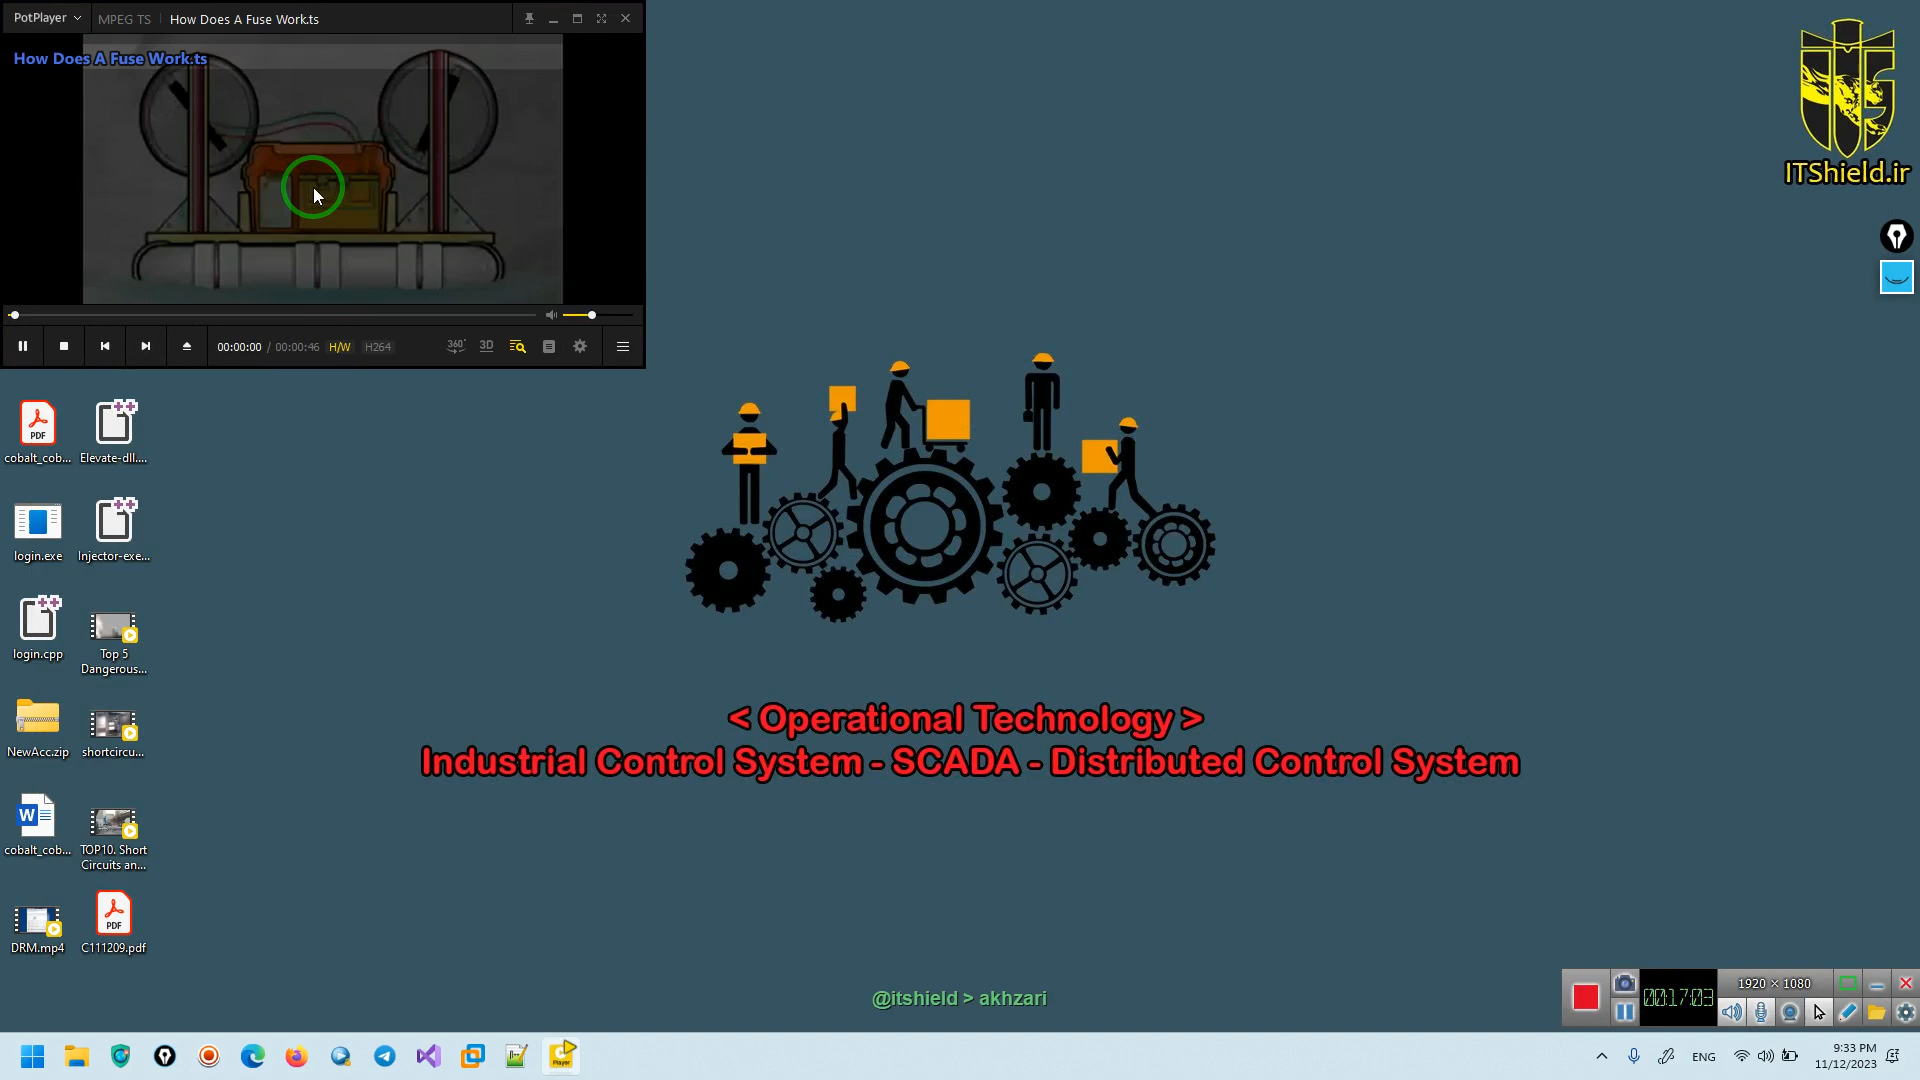 PotPlayer
MPEG TS
How Does A Fuse Work.ts
How Does A Fuse Work.ts
00:00:00 / 00:00:46 H/W H264
360°
3D
ITShield.ir
PDF
cobalt_cob...
Elevate-dll....
login.exe
Injector-exe...
login.cpp
Top 5
Dangerous...
NewAcc.zip
shortcircu...
W
cobalt_cob...
TOP10. Short
Circuits an...
DRM.mp4
PDF
C111209.pdf
< Operational Technology >
Industrial Control System - SCADA - Distributed Control System
@itshield > akhzari
00:17:03
1920 × 1080
Player
ENG
9:33 PM
11/12/2023